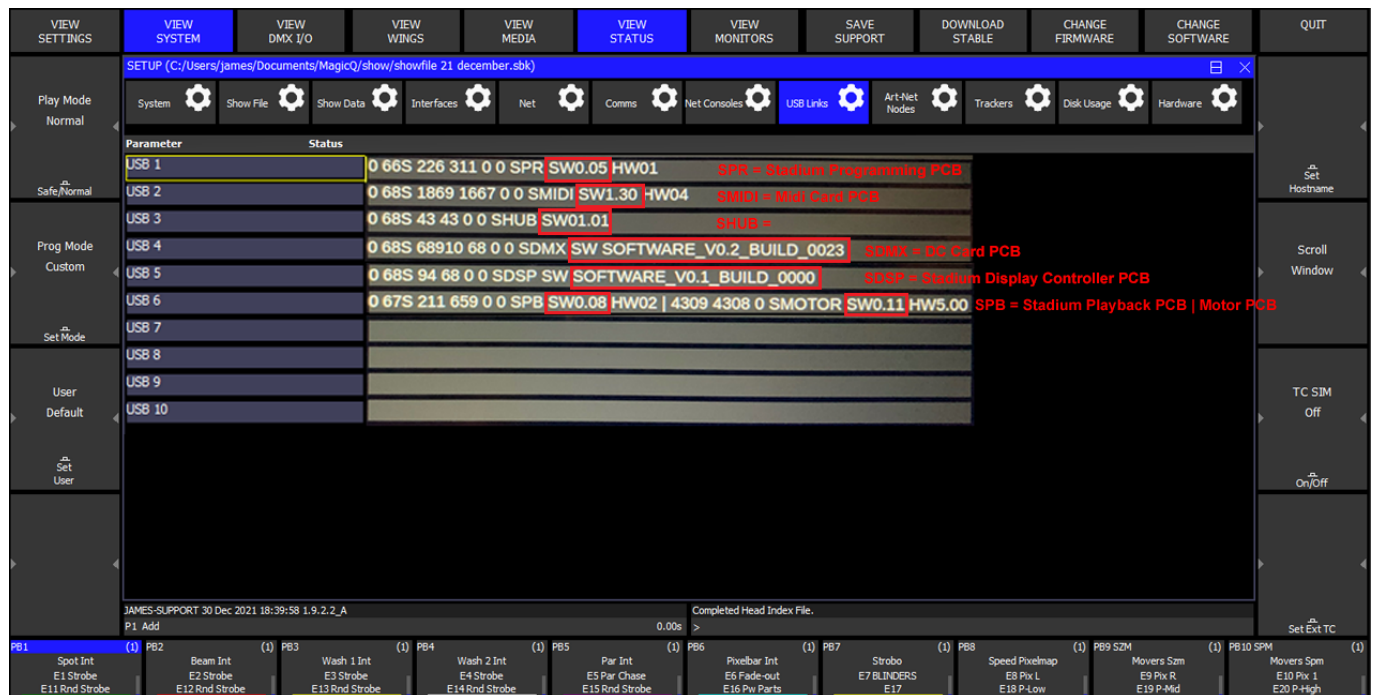 VIEW SETTINGS
VIEW SYSTEM
VIEW DMX I/O
VIEW WINGS
VIEW MEDIA
VIEW STATUS
VIEW MONITORS
SAVE SUPPORT
DOWNLOAD STABLE
CHANGE FIRMWARE
CHANGE SOFTWARE
QUIT
SETUP (C:/Users/james/Documents/MagicQ/show/showfile 21 december.sbk)
System
Show File
Show Data
Interfaces
Net
Comms
Net Consoles
USB Links
Art-Net Nodes
Trackers
Disk Usage
Hardware
Play Mode
Normal
Safe/Normal
Prog Mode
Custom
Set Mode
User
Default
Set
User
Parameter Status
USB 1 0 66S 226 311 0 0 SPR SW0.05 HW01 SPR = Stadium Programming PCB
USB 2 0 68S 1869 1667 0 0 SMIDI SW1.30 HW04 SMIDI = Midi Card PCB
USB 3 0 68S 43 43 0 0 SHUB SW01.01 SHUB =
USB 4 0 68S 68910 68 0 0 SDMX SW SOFTWARE_V0.2_BUILD_0023 SDMX = DC Card PCB
USB 5 0 68S 94 68 0 0 SDSP SW SOFTWARE_V0.1_BUILD_0000 SDSP = Stadium Display Controller PCB
USB 6 0 67S 211 659 0 0 SPB SW0.08 HW02 | 4309 4308 0 SMOTOR SW0.11 HW5.00 SPB = Stadium Playback PCB | Motor PCB
USB 7
USB 8
USB 9
USB 10
Set
Hostname
Scroll
Window
TC SIM
Off
On/Off
Set Ext TC
JAMES-SUPPORT 30 Dec 2021 18:39:58 1.9.2.2_A Completed Head Index File.
P1 Add 0.00s >
PB1 (1) PB2 (1) PB3 (1) PB4 (1) PB5 (1) PB6 (1) PB7 (1) PB8 (1) PB9 SZM (1) PB10 SPM (1)
Spot Int Beam Int Wash 1 Int Wash 2 Int Par Int Pixelbar Int Strobo Speed Pixelmap Movers Szm Movers Spm
E1 Strobe E2 Strobe E3 Strobe E4 Strobe E5 Par Chase E6 Fade-out E7 BLINDERS E8 Pix L E9 Pix R E10 Pix 1
E11 Rnd Strobe E12 Rnd Strobe E13 Rnd Strobe E14 Rnd Strobe E15 Rnd Strobe E16 Pw Parts E17 E18 P-Low E19 P-Mid E20 P-High